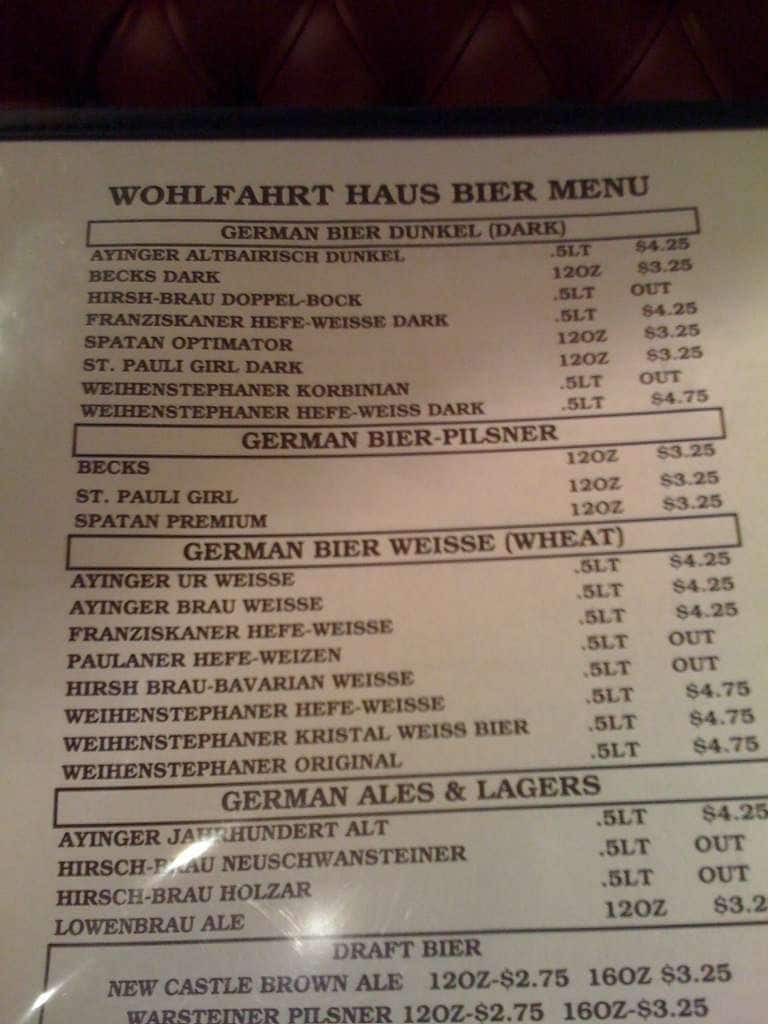 WOHLFAHRT HAUS BIER MENU
GERMAN BIER DUNKEL (DARK)
AYINGER ALTBAIRISCH DUNKEL .5LT $4.25
BECKS DARK 12OZ $3.25
HIRSH-BRAU DOPPEL-BOCK .5LT OUT
FRANZISKANER HEFE-WEISSE DARK .5LT $4.25
SPATAN OPTIMATOR 12OZ $3.25
ST. PAULI GIRL DARK 12OZ $3.25
WEIHENSTEPHANER KORBINIAN .5LT OUT
WEIHENSTEPHANER HEFE-WEISS DARK .5LT $4.75
GERMAN BIER-PILSNER
BECKS 12OZ $3.25
ST. PAULI GIRL 12OZ $3.25
SPATAN PREMIUM 12OZ $3.25
GERMAN BIER WEISSE (WHEAT)
AYINGER UR WEISSE .5LT $4.25
AYINGER BRAU WEISSE .5LT $4.25
FRANZISKANER HEFE-WEISSE .5LT $4.25
PAULANER HEFE-WEIZEN .5LT OUT
HIRSH BRAU-BAVARIAN WEISSE .5LT OUT
WEIHENSTEPHANER HEFE-WEISSE .5LT $4.75
WEIHENSTEPHANER KRISTAL WEISS BIER .5LT $4.75
WEIHENSTEPHANER ORIGINAL .5LT $4.75
GERMAN ALES & LAGERS
AYINGER JAHRHUNDERT ALT .5LT $4.25
HIRSCH-BRAU NEUSCHWANSTEINER .5LT OUT
HIRSCH-BRAU HOLZAR .5LT OUT
LOWENBRAU ALE 12OZ $3.2
DRAFT BIER
NEW CASTLE BROWN ALE 12OZ-$2.75 16OZ $3.25
WARSTEINER PILSNER 12OZ-$2.75 16OZ-$3.25